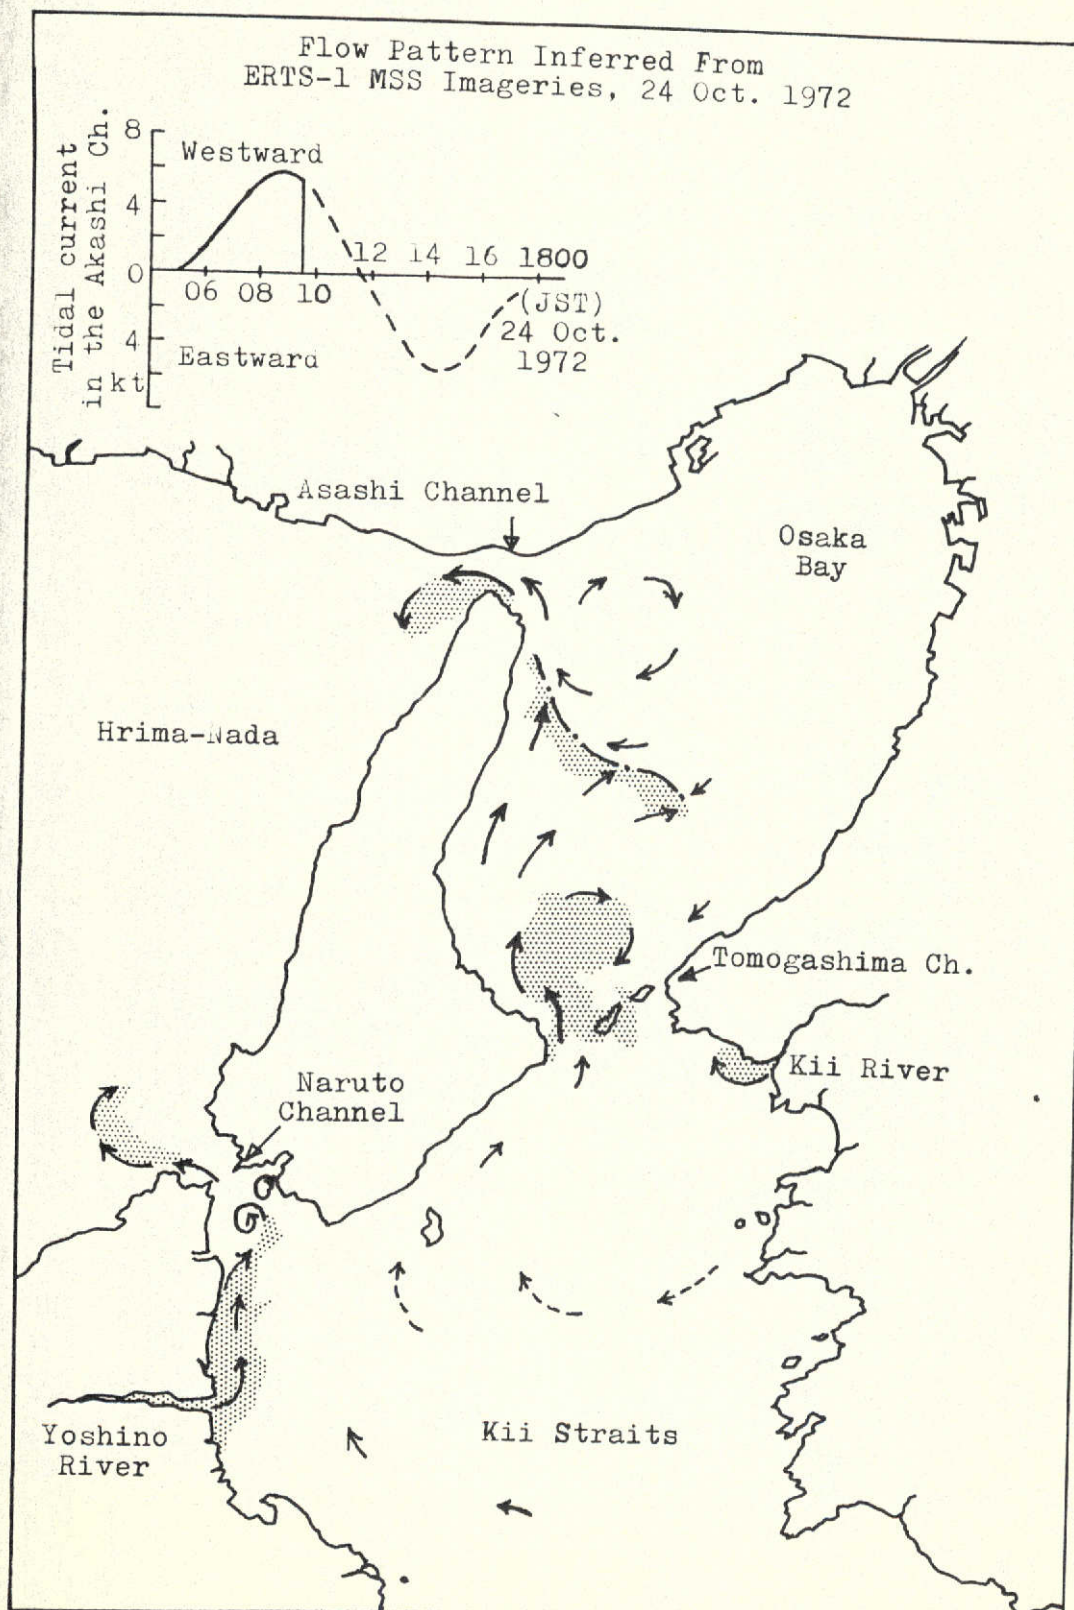 Flow Pattern Inferred From
ERTS-1 MSS Imageries, 24 Oct. 1972
Tidal current
in the Akashi Ch.
8
Westward
4
12 14 16 1800
0
06 08 10
(JST)
24 Oct.
1972
4
Eastward
kt
Asashi Channel
Osaka
Bay
Hrima-Nada
Tomogashima Ch.
Kii River
Naruto
Channel
Yoshino
River
Kii Straits